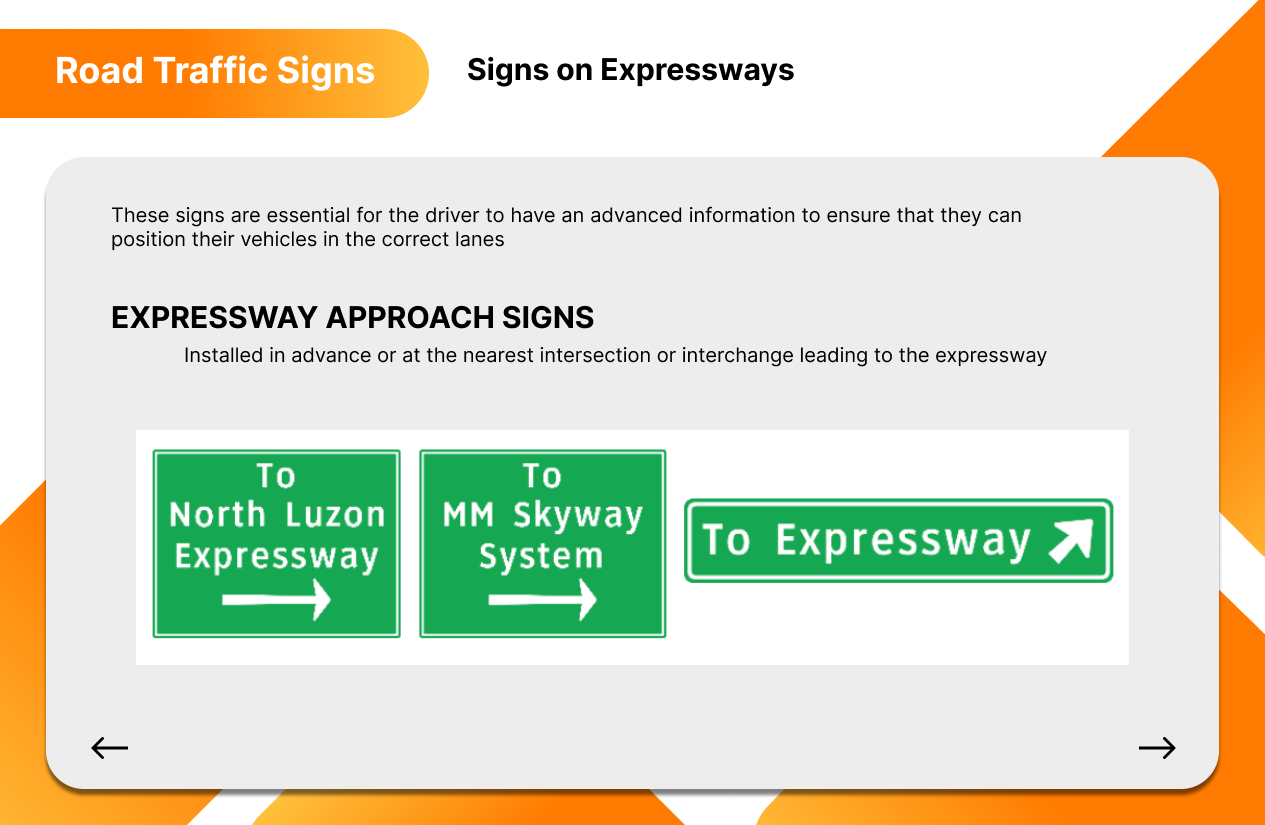 Road Traffic Signs
Signs on Expressways
These signs are essential for the driver to have an advanced information to ensure that they can
position their vehicles in the correct lanes
EXPRESSWAY APPROACH SIGNS
Installed in advance or at the nearest intersection or interchange leading to the expressway
To
North Luzon
Expressway
To
MM Skyway
System
To Expressway